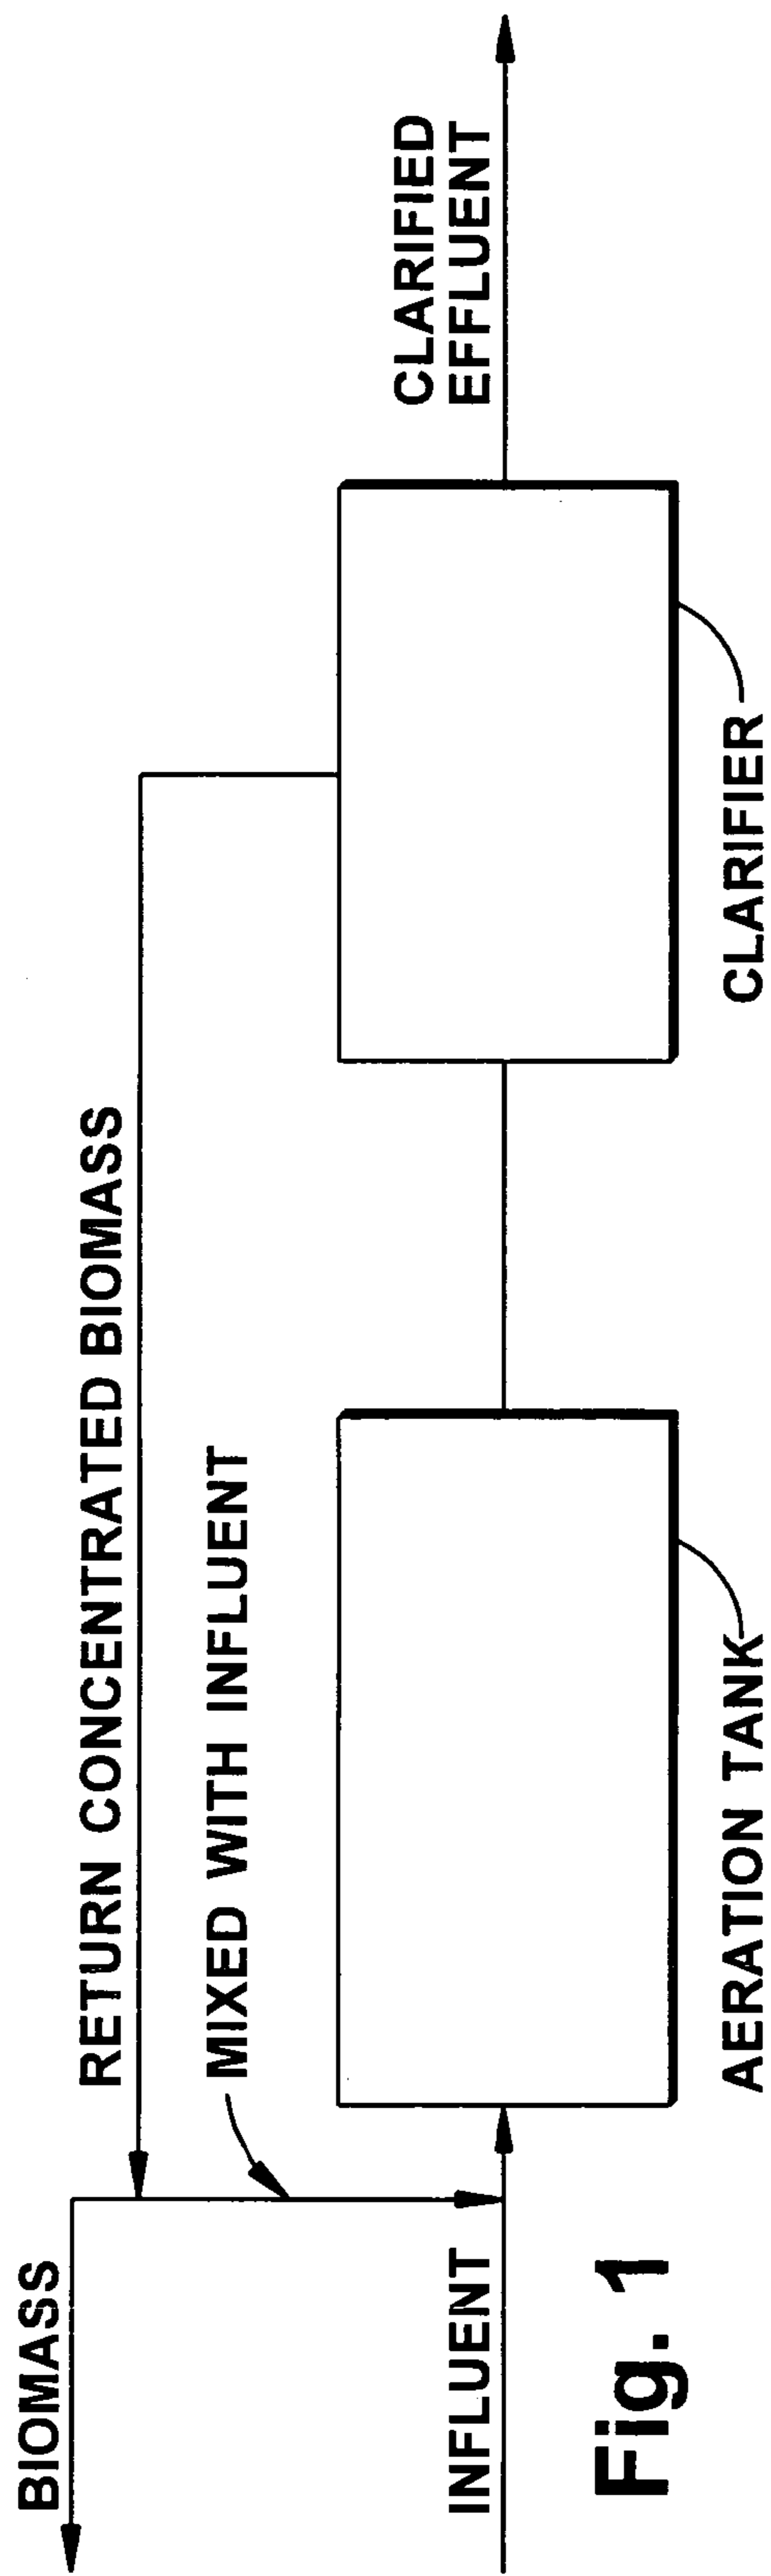 BIOMASS
RETURN CONCENTRATED BIOMASS
MIXED WITH INFLUENT
INFLUENT
CLARIFIED
EFFLUENT
AERATION TANK
CLARIFIER
Fig. 1